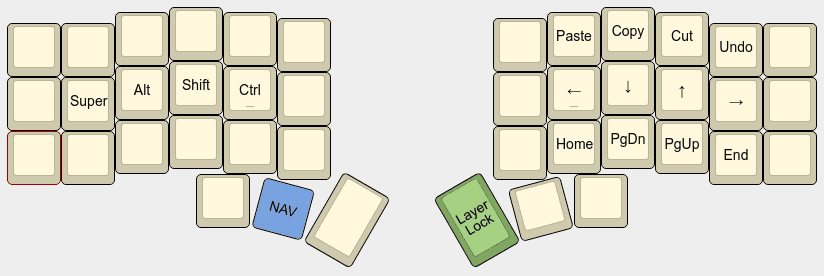 Paste
Copy
Cut
Undo
Super
Alt
Shift
Ctrl
_
←
_
↓
↑
→
Home
PgDn
PgUp
End
NAV
Layer
Lock